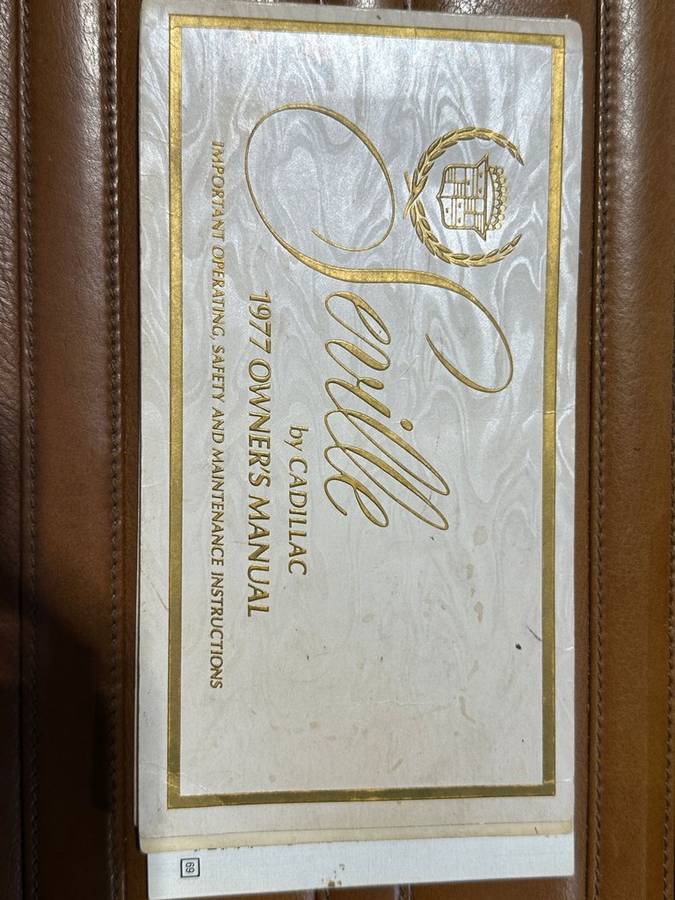 Seville
by CADILLAC
1977 OWNER'S MANUAL
IMPORTANT OPERATING, SAFETY AND MAINTENANCE INSTRUCTIONS
69